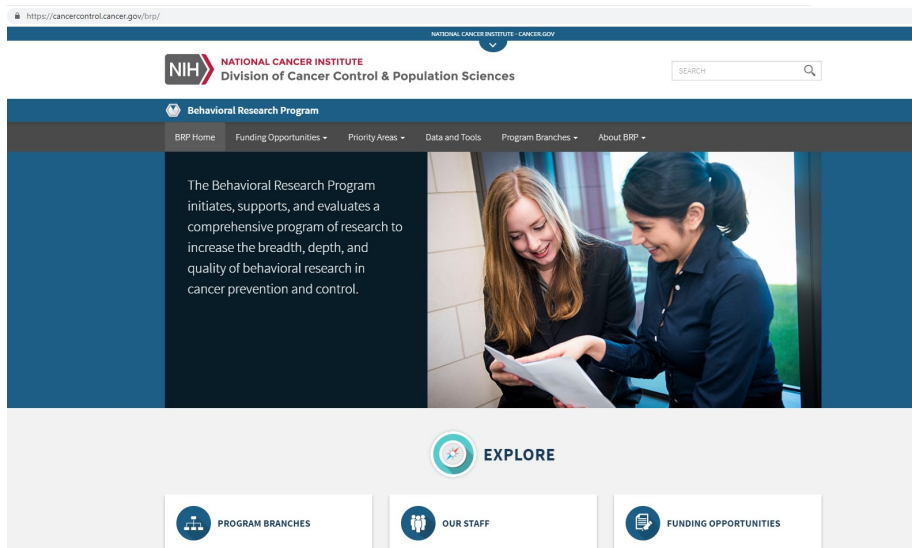 https://cancercontrol.cancer.gov/brp/
NATIONAL CANCER INSTITUTE - CANCER.GOV
NIH
NATIONAL CANCER INSTITUTE
Division of Cancer Control & Population Sciences
SEARCH
Behavioral Research Program
BRP Home Funding Opportunities Priority Areas Data and Tools Program Branches About BRP
The Behavioral Research Program
initiates, supports, and evaluates a
comprehensive program of research to
increase the breadth, depth, and
quality of behavioral research in
cancer prevention and control.
EXPLORE
PROGRAM BRANCHES
OUR STAFF
FUNDING OPPORTUNITIES